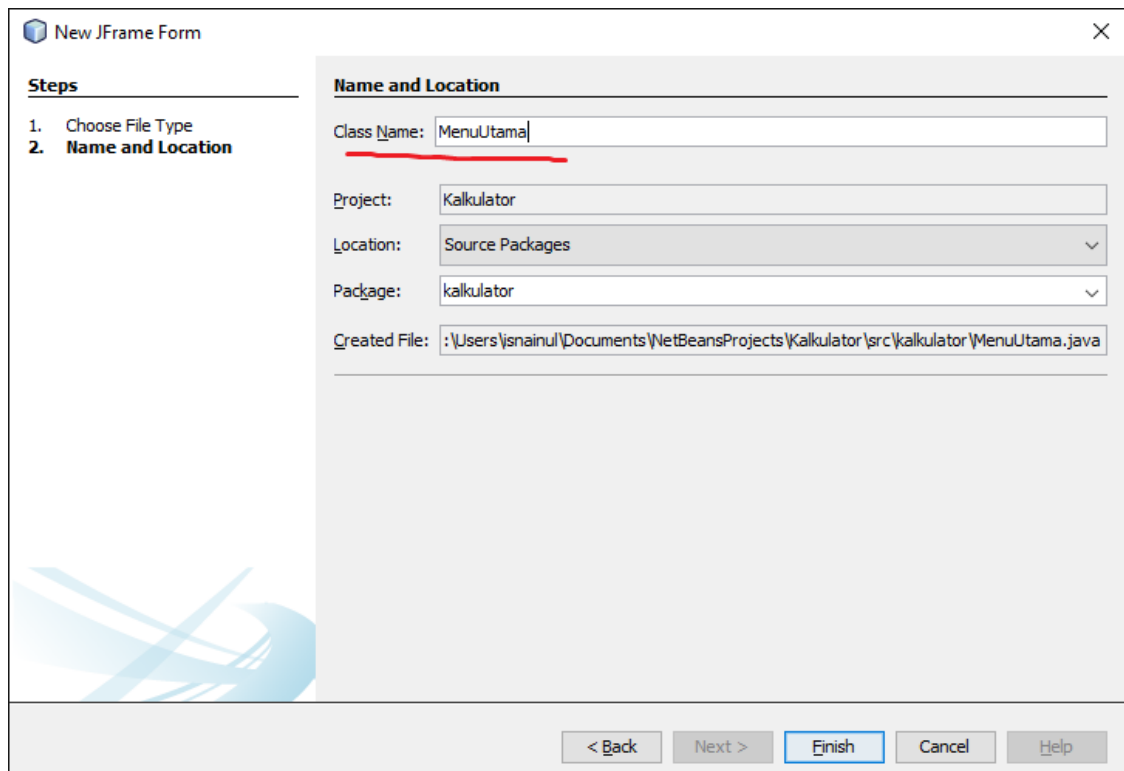 New JFrame Form
Steps
1. Choose File Type
2. Name and Location
Name and Location
Class Name: MenuUtama
Project: Kalkulator
Location: Source Packages
Package: kalkulator
Created File: :\Users\isnainul\Documents\NetBeansProjects\Kalkulator\src\kalkulator\MenuUtama.java
< Back Next > Finish Cancel Help